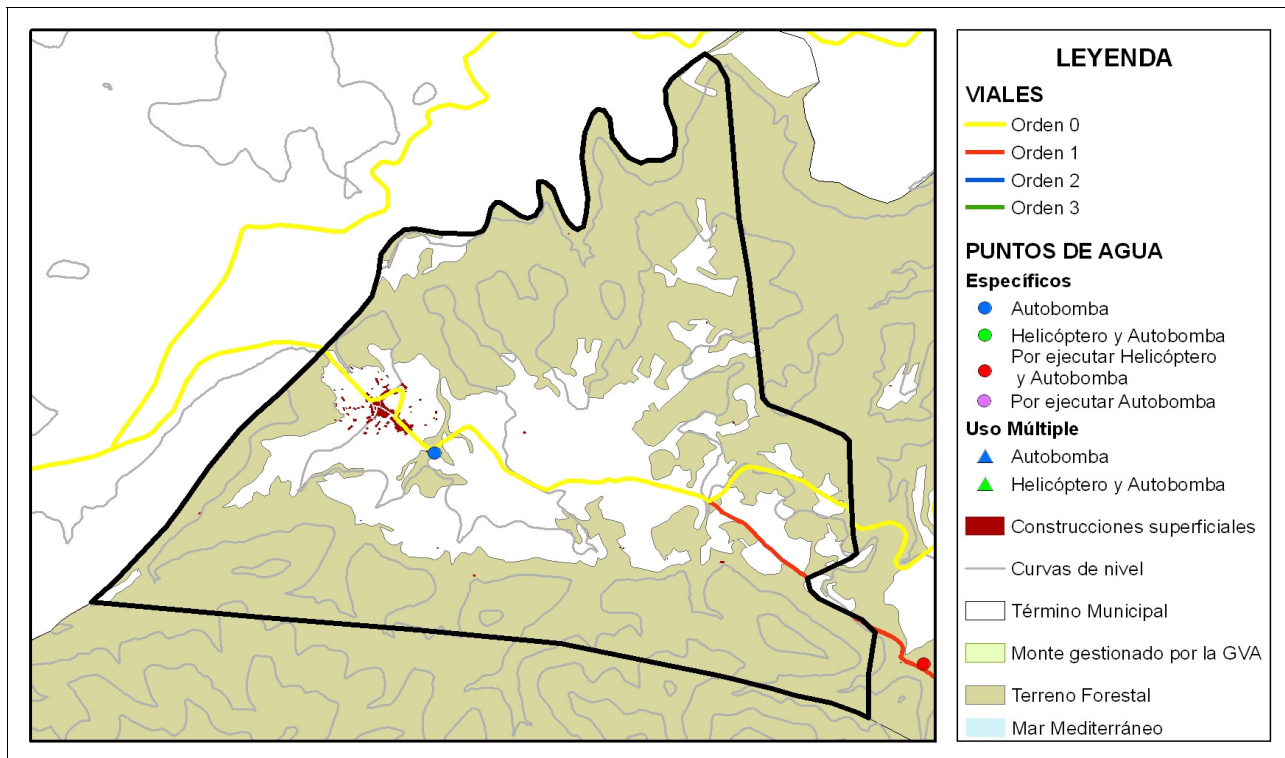 LEYENDA
VIALES
Orden 0
Orden 1
Orden 2
Orden 3
PUNTOS DE AGUA
Específicos
Autobomba
Helicóptero y Autobomba
Por ejecutar Helicóptero
y Autobomba
Por ejecutar Autobomba
Uso Múltiple
Autobomba
Helicóptero y Autobomba
Construcciones superficiales
Curvas de nivel
Término Municipal
Monte gestionado por la GVA
Terreno Forestal
Mar Mediterráneo